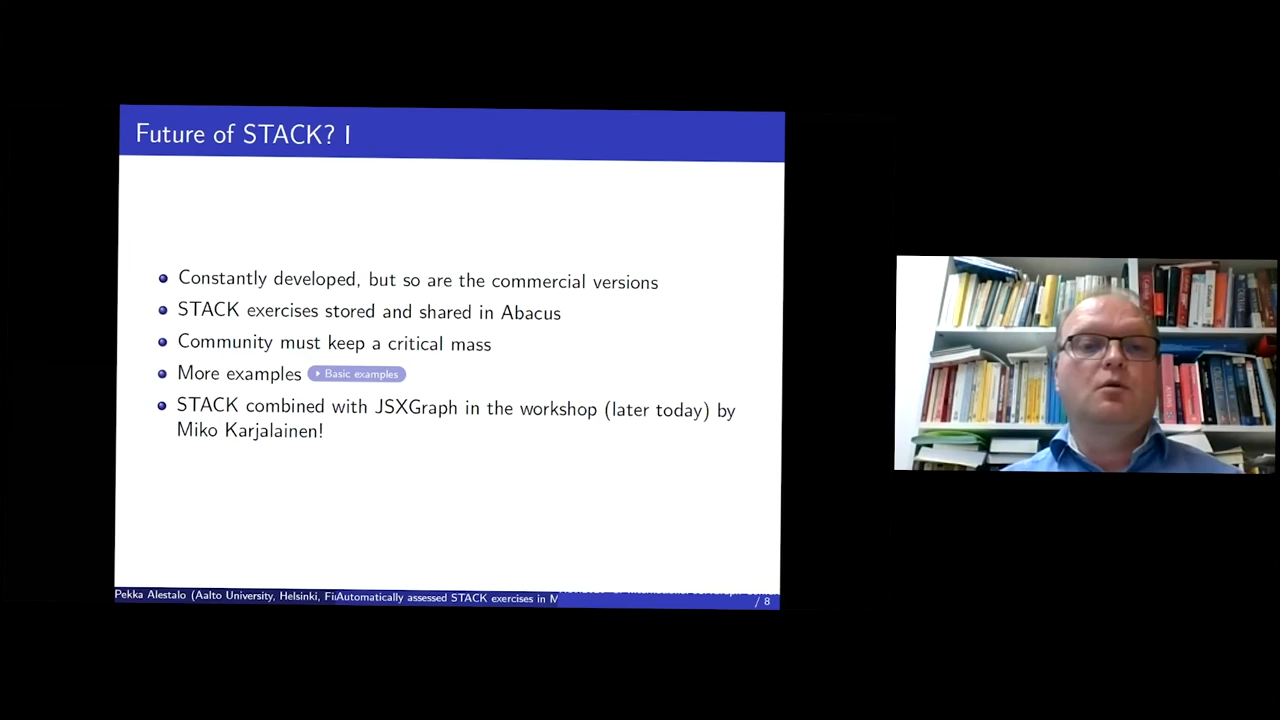 Future of STACK? I
Constantly developed, but so are the commercial versions
STACK exercises stored and shared in Abacus
Community must keep a critical mass
More examples Basic examples
STACK combined with JSXGraph in the workshop (later today) by
Miko Karjalainen!
Pekka Alestalo (Aalto University, Helsinki, Fi Automatically assessed STACK exercises in M
/ 8